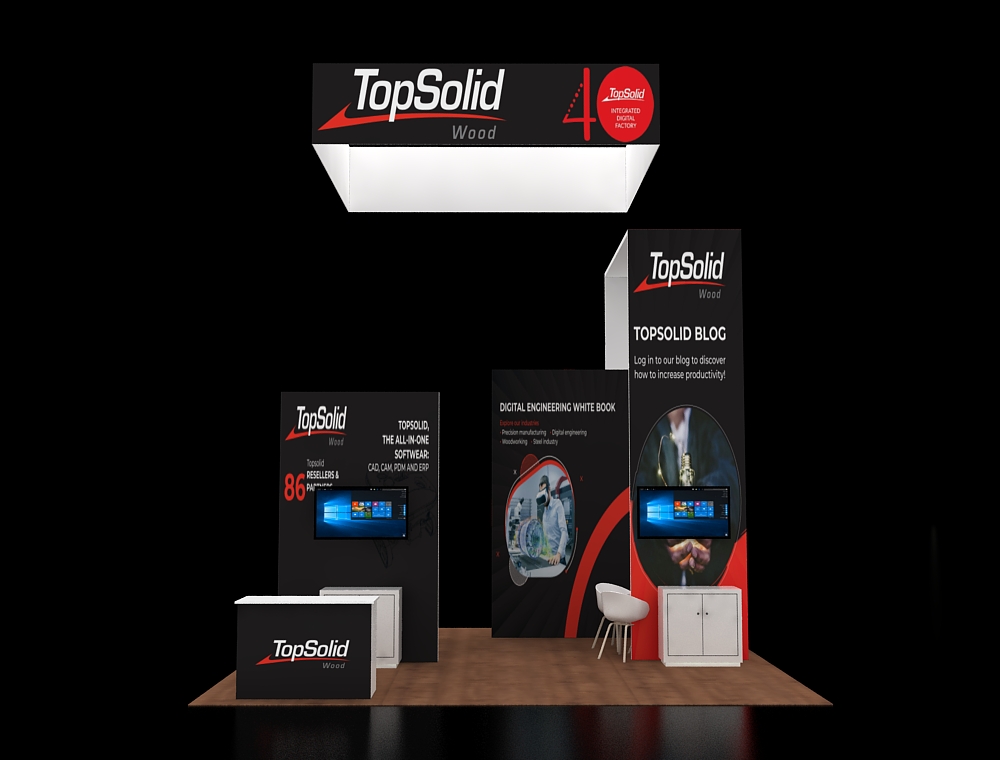 TopSolid
Wood
40
TopSolid
INTEGRATED
DIGITAL
FACTORY
TopSolid
Wood
TOPSOLID BLOG
Log in to our blog to discover
how to increase productivity!
DIGITAL ENGINEERING WHITE BOOK
Explore our industries
· Precision manufacturing · Digital engineering
· Woodworking · Steel industry
TopSolid
Wood
TOPSOLID,
THE ALL-IN-ONE
SOFTWEAR:
CAD, CAM, PDM AND ERP
86
Topsolid
RESELLERS &
TopSolid
Wood